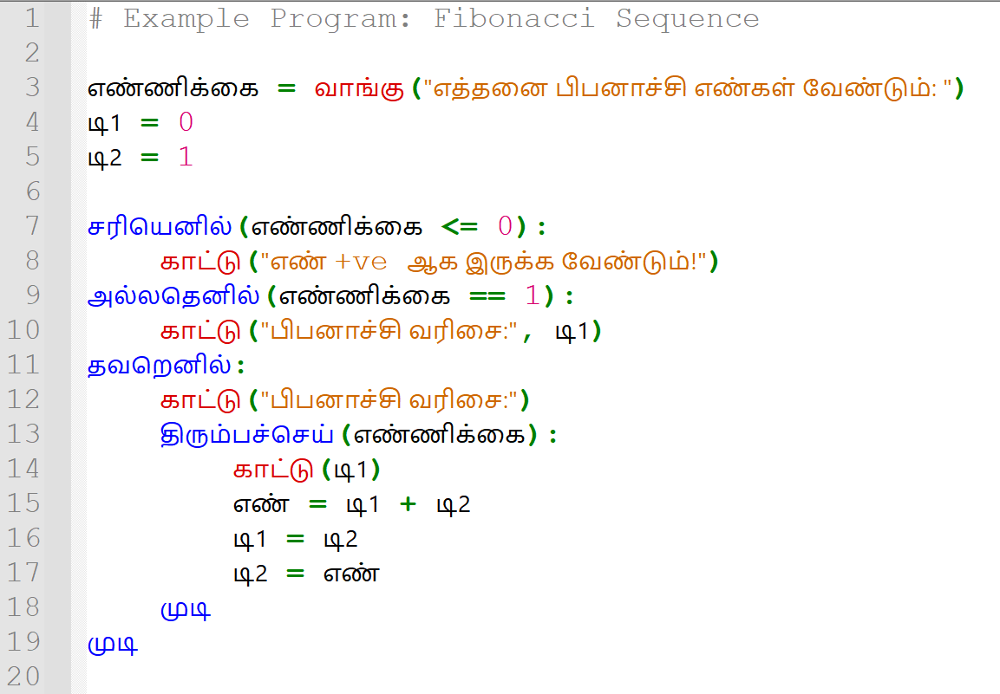 1 # Example Program: Fibonacci Sequence
2
3 எண்ணிக்கை = வாங்கு("எத்தனை பிபனாச்சி எண்கள் வேண்டும்: ")
4 டி1 = 0
5 டி2 = 1
6
7 சரியெனில்(எண்ணிக்கை <= 0):
8 காட்டு("எண் +ve ஆக இருக்க வேண்டும்!")
9 அல்லதெனில்(எண்ணிக்கை == 1):
10 காட்டு("பிபனாச்சி வரிசை:", டி1)
11 தவறெனில்:
12 காட்டு("பிபனாச்சி வரிசை:")
13 திரும்பச்செய்(எண்ணிக்கை):
14 காட்டு(டி1)
15 எண் = டி1 + டி2
16 டி1 = டி2
17 டி2 = எண்
18 முடி
19 முடி
20